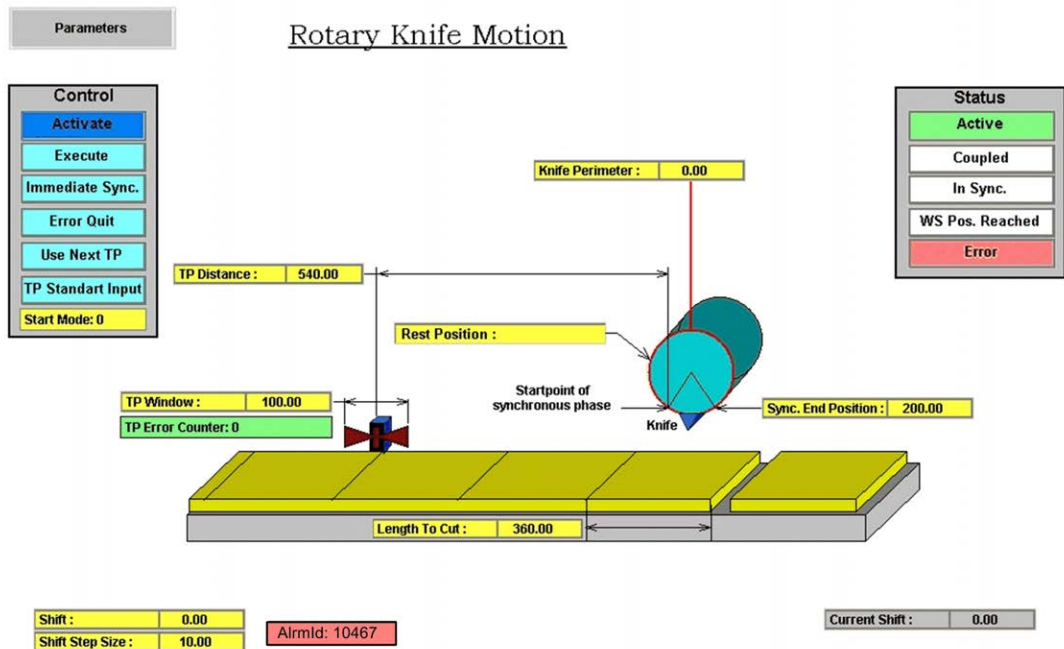 Parameters
Rotary Knife Motion
Control
Activate
Execute
Immediate Sync.
Error Quit
Use Next TP
TP Standart Input
Start Mode: 0
Status
Active
Coupled
In Sync.
WS Pos. Reached
Error
Knife Perimeter : 0.00
TP Distance : 540.00
Rest Position :
Startpoint of
synchronous phase
Knife
Sync. End Position : 200.00
TP Window : 100.00
TP Error Counter: 0
Length To Cut : 360.00
Shift : 0.00
Shift Step Size : 10.00
AlrmId: 10467
Current Shift : 0.00